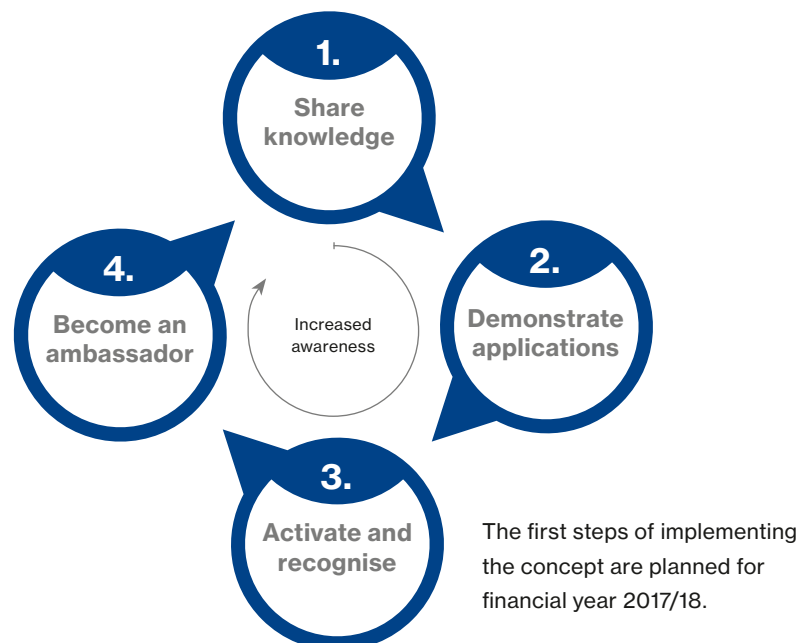 1.
Share
knowledge
2.
Demonstrate
applications
3.
Activate and
recognise
4.
Become an
ambassador
Increased
awareness
The first steps of implementing
the concept are planned for
financial year 2017/18.